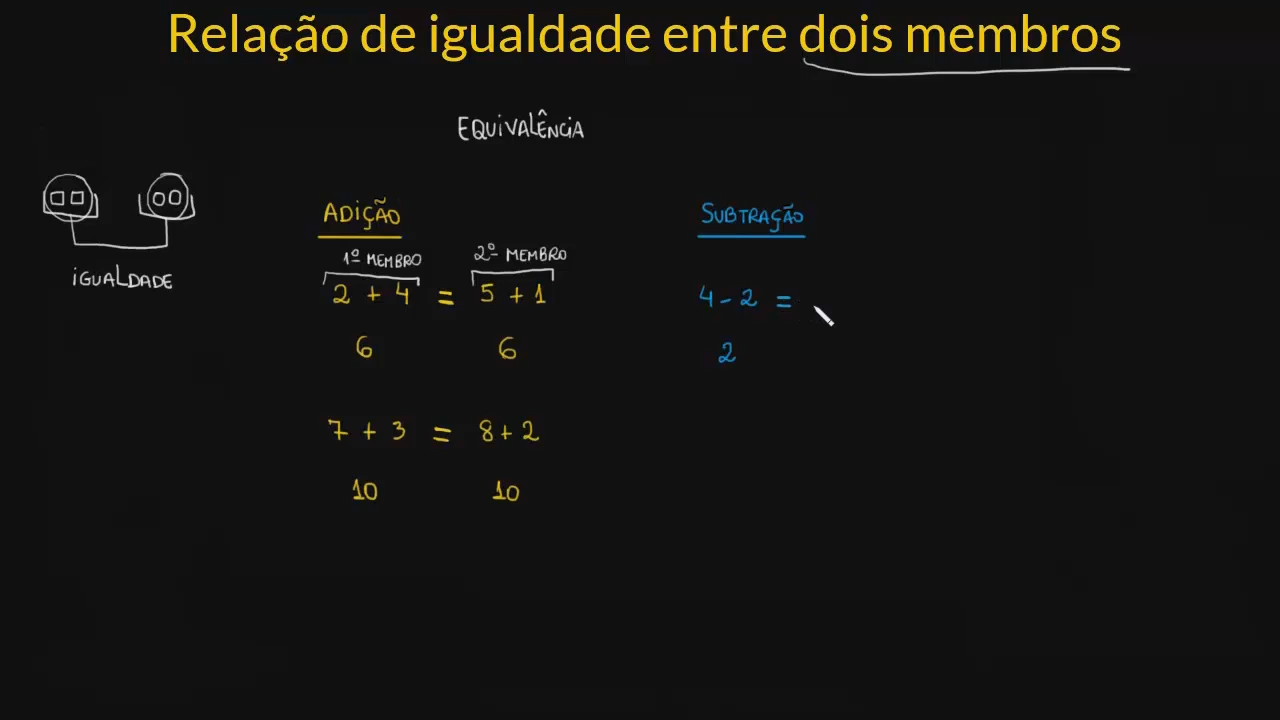 Relação de igualdade entre dois membros
EQUIVALÊNCIA
IGUALDADE
ADIÇÃO
1º MEMBRO 2º MEMBRO
2 + 4 = 5 + 1
6 6
7 + 3 = 8 + 2
10 10
SUBTRAÇÃO
4 - 2 =
2